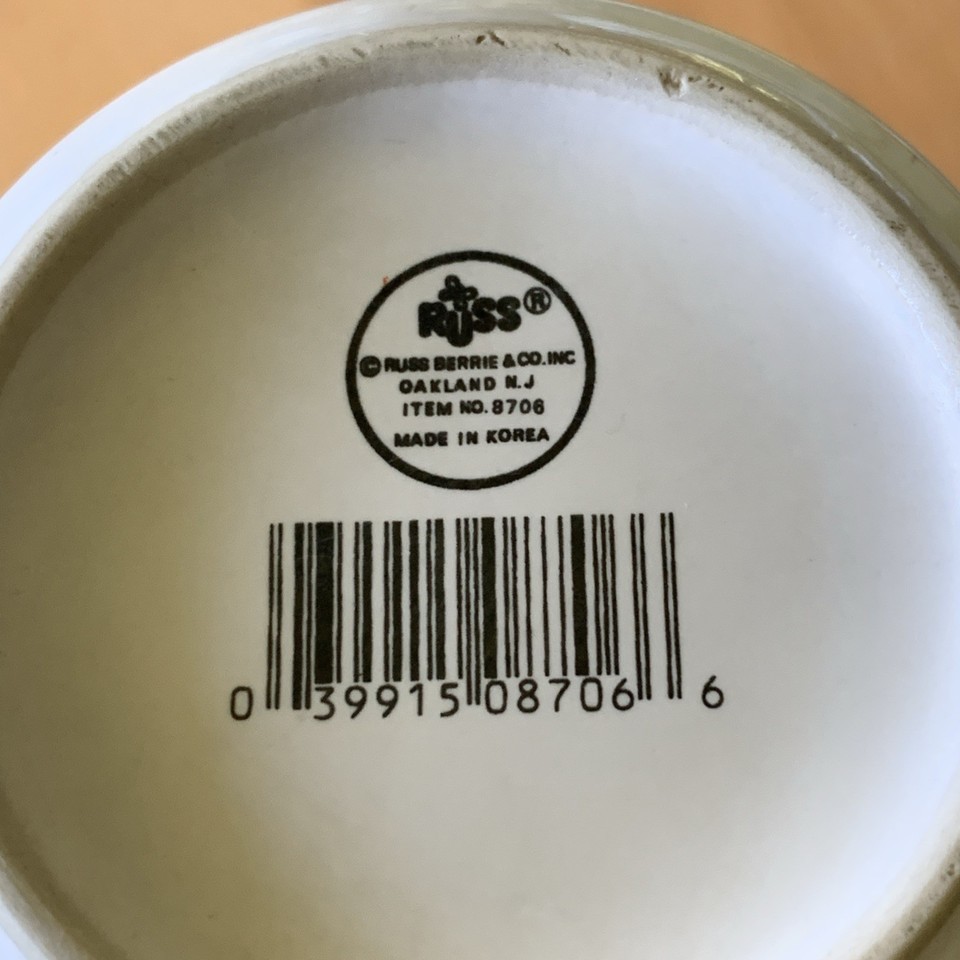 RUSS®
© RUSS BERRIE & CO. INC
OAKLAND N.J
ITEM NO. 8706
MADE IN KOREA
0 39915 08706 6